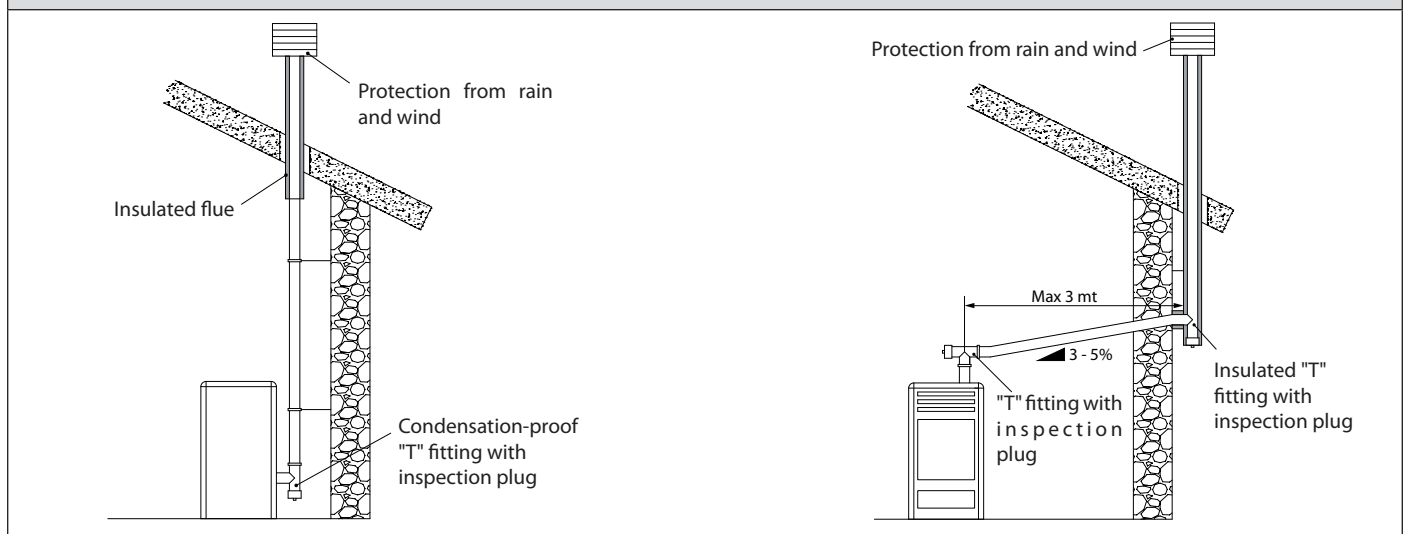 Protection from rain
and wind
Insulated flue
Condensation-proof
"T" fitting with
inspection plug
Protection from rain and wind
Max 3 mt
3 - 5%
"T" fitting with
inspection
plug
Insulated "T"
fitting with
inspection plug